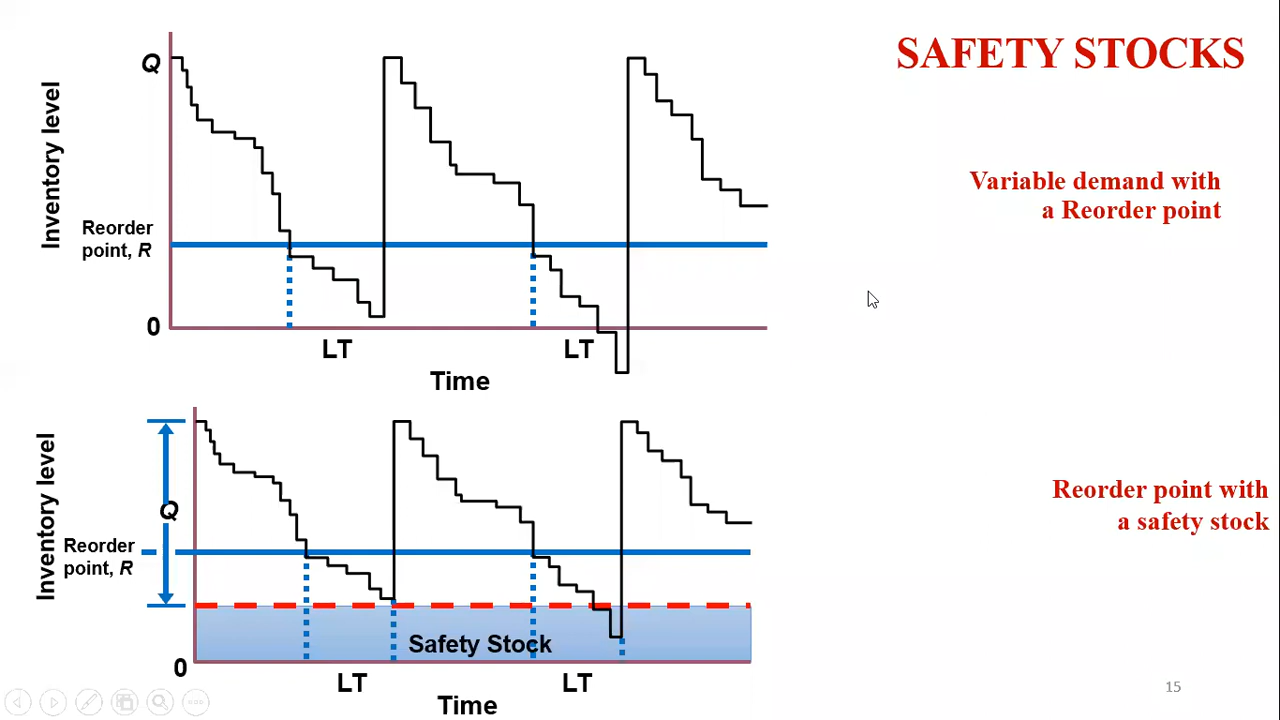 SAFETY STOCKS
Q
Inventory level
Variable demand with
a Reorder point
Reorder
point, R
0
LT
LT
Time
Inventory level
Q
Reorder point with
a safety stock
Reorder
point, R
Safety Stock
0
LT
LT
Time
15